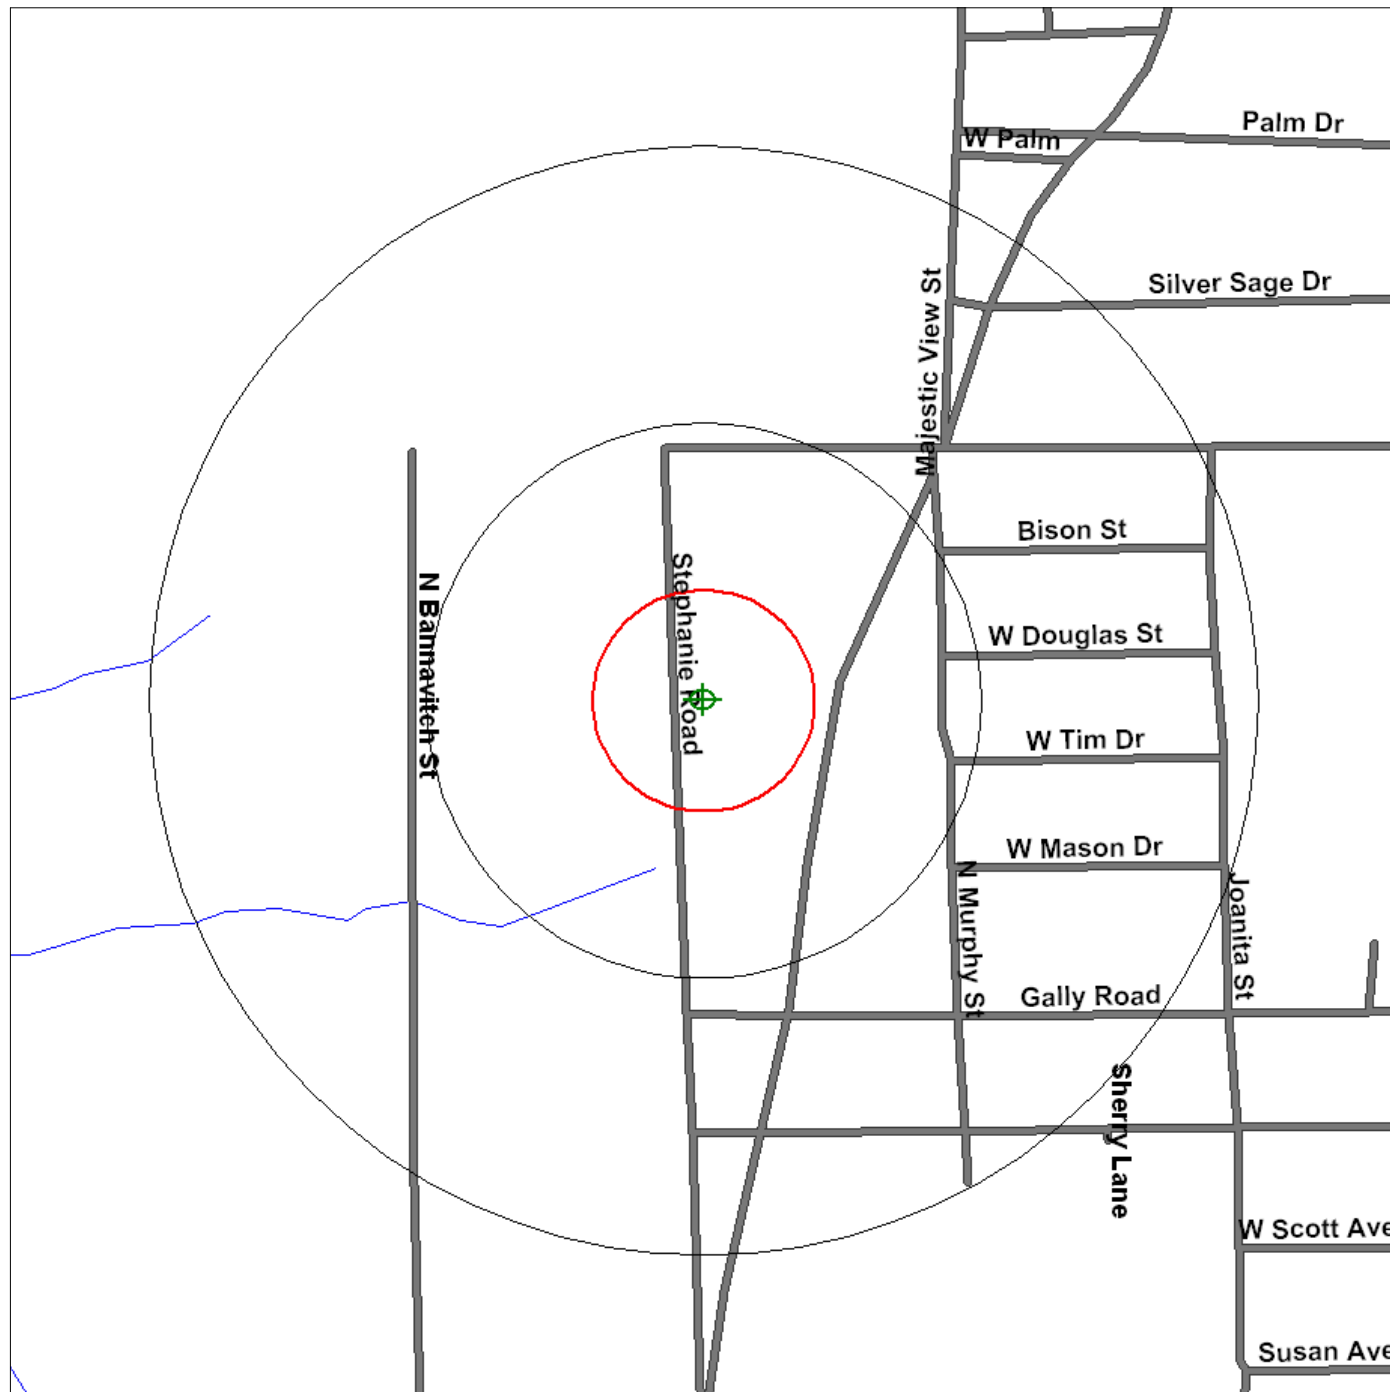 Palm Dr
W Palm
Silver Sage Dr
Majestic View St
Bison St
Stephanie Road
N Bannavitch St
W Douglas St
W Tim Dr
W Mason Dr
N Murphy St
Joanita St
Gally Road
Sherry Lane
W Scott Ave
Susan Ave